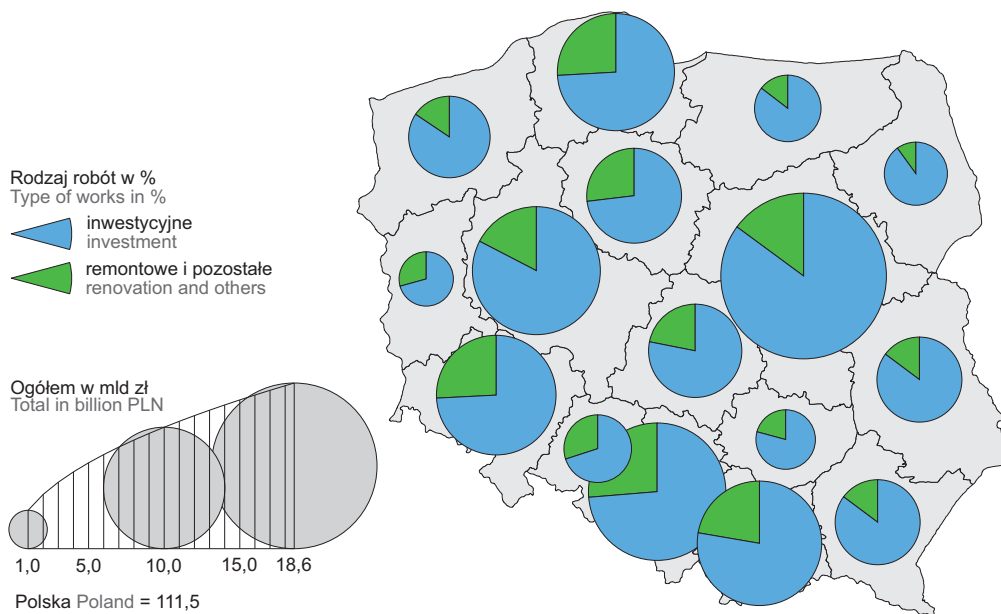 Rodzaj robót w %
Type of works in %
inwestycyjne
investment
remontowe i pozostałe
renovation and others
Ogółem w mld zł
Total in billion PLN
1,0 5,0 10,0 15,0 18,6
Polska Poland = 111,5